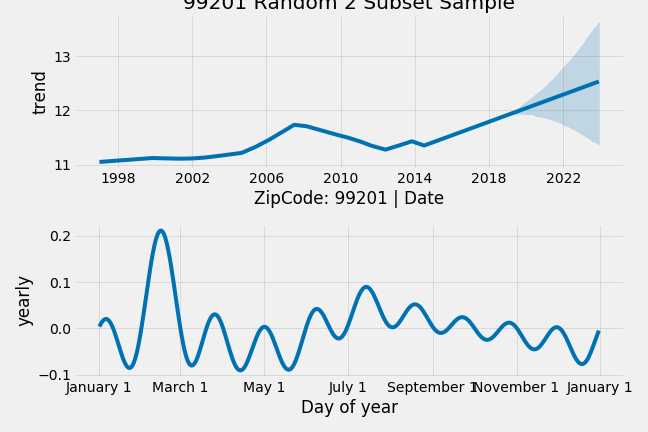 99201 Random 2 Subset Sample
13
12
11
trend
1998 2002 2006 2010 2014 2018 2022
ZipCode: 99201 | Date
0.2
0.1
0.0
−0.1
yearly
January 1 March 1 May 1 July 1 September 1 November 1 January 1
Day of year